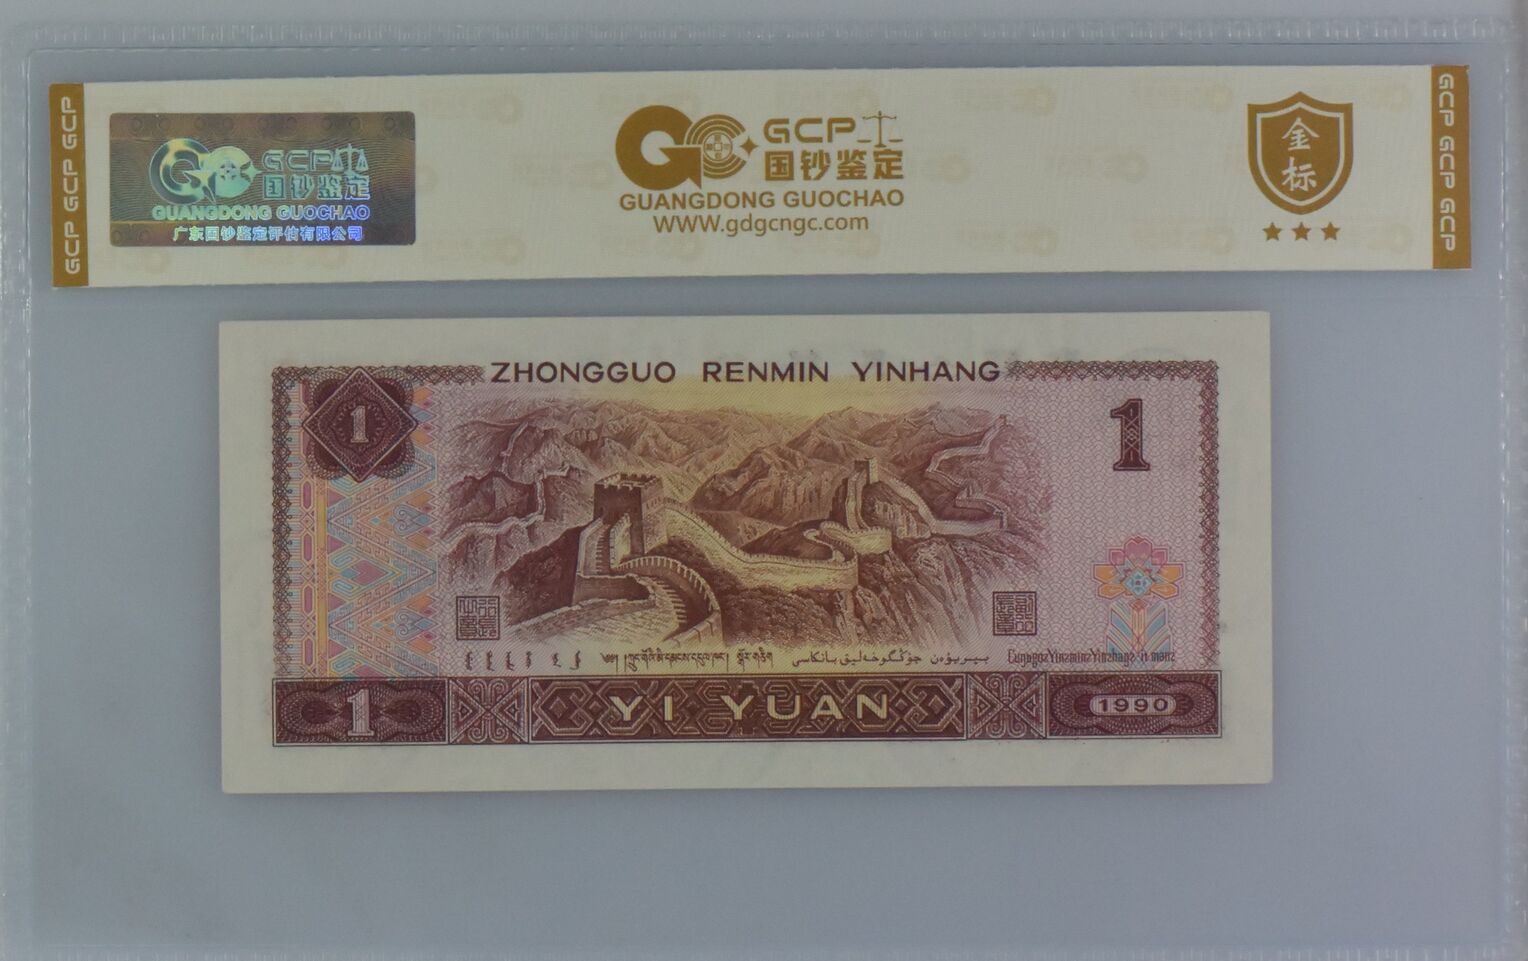 GCP GCP GCP
GCP 国钞鉴定
GUANGDONG GUOCHAO
广东国钞鉴定评估有限公司
GCP
国钞鉴定
GUANGDONG GUOCHAO
WWW.gdgcngc.com
金标
GCP GCP GCP
ZHONGGUO RENMIN YINHANG
1
1
1
YI YUAN
1990